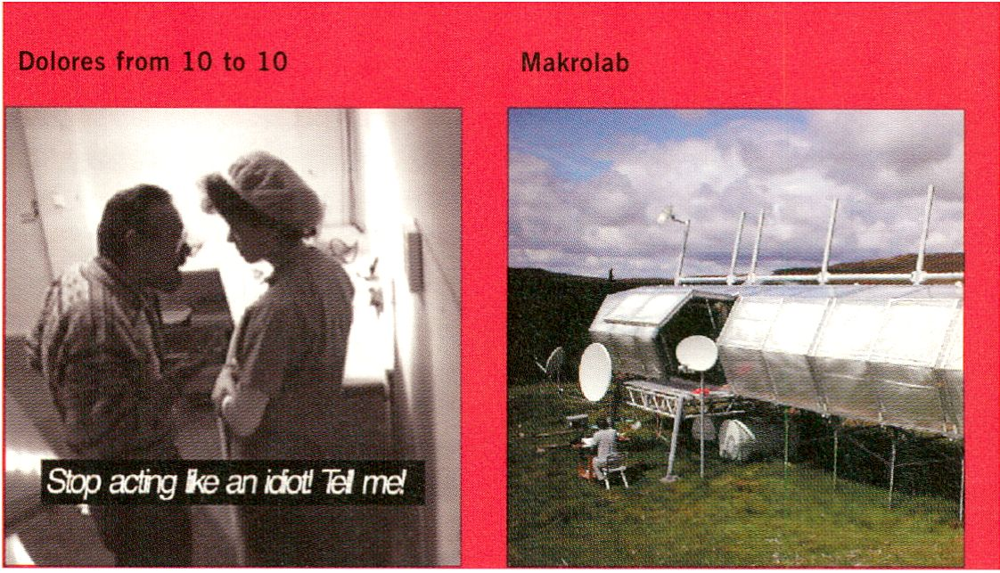 Dolores from 10 to 10
Makrolab
Stop acting like an idiot! Tell me!